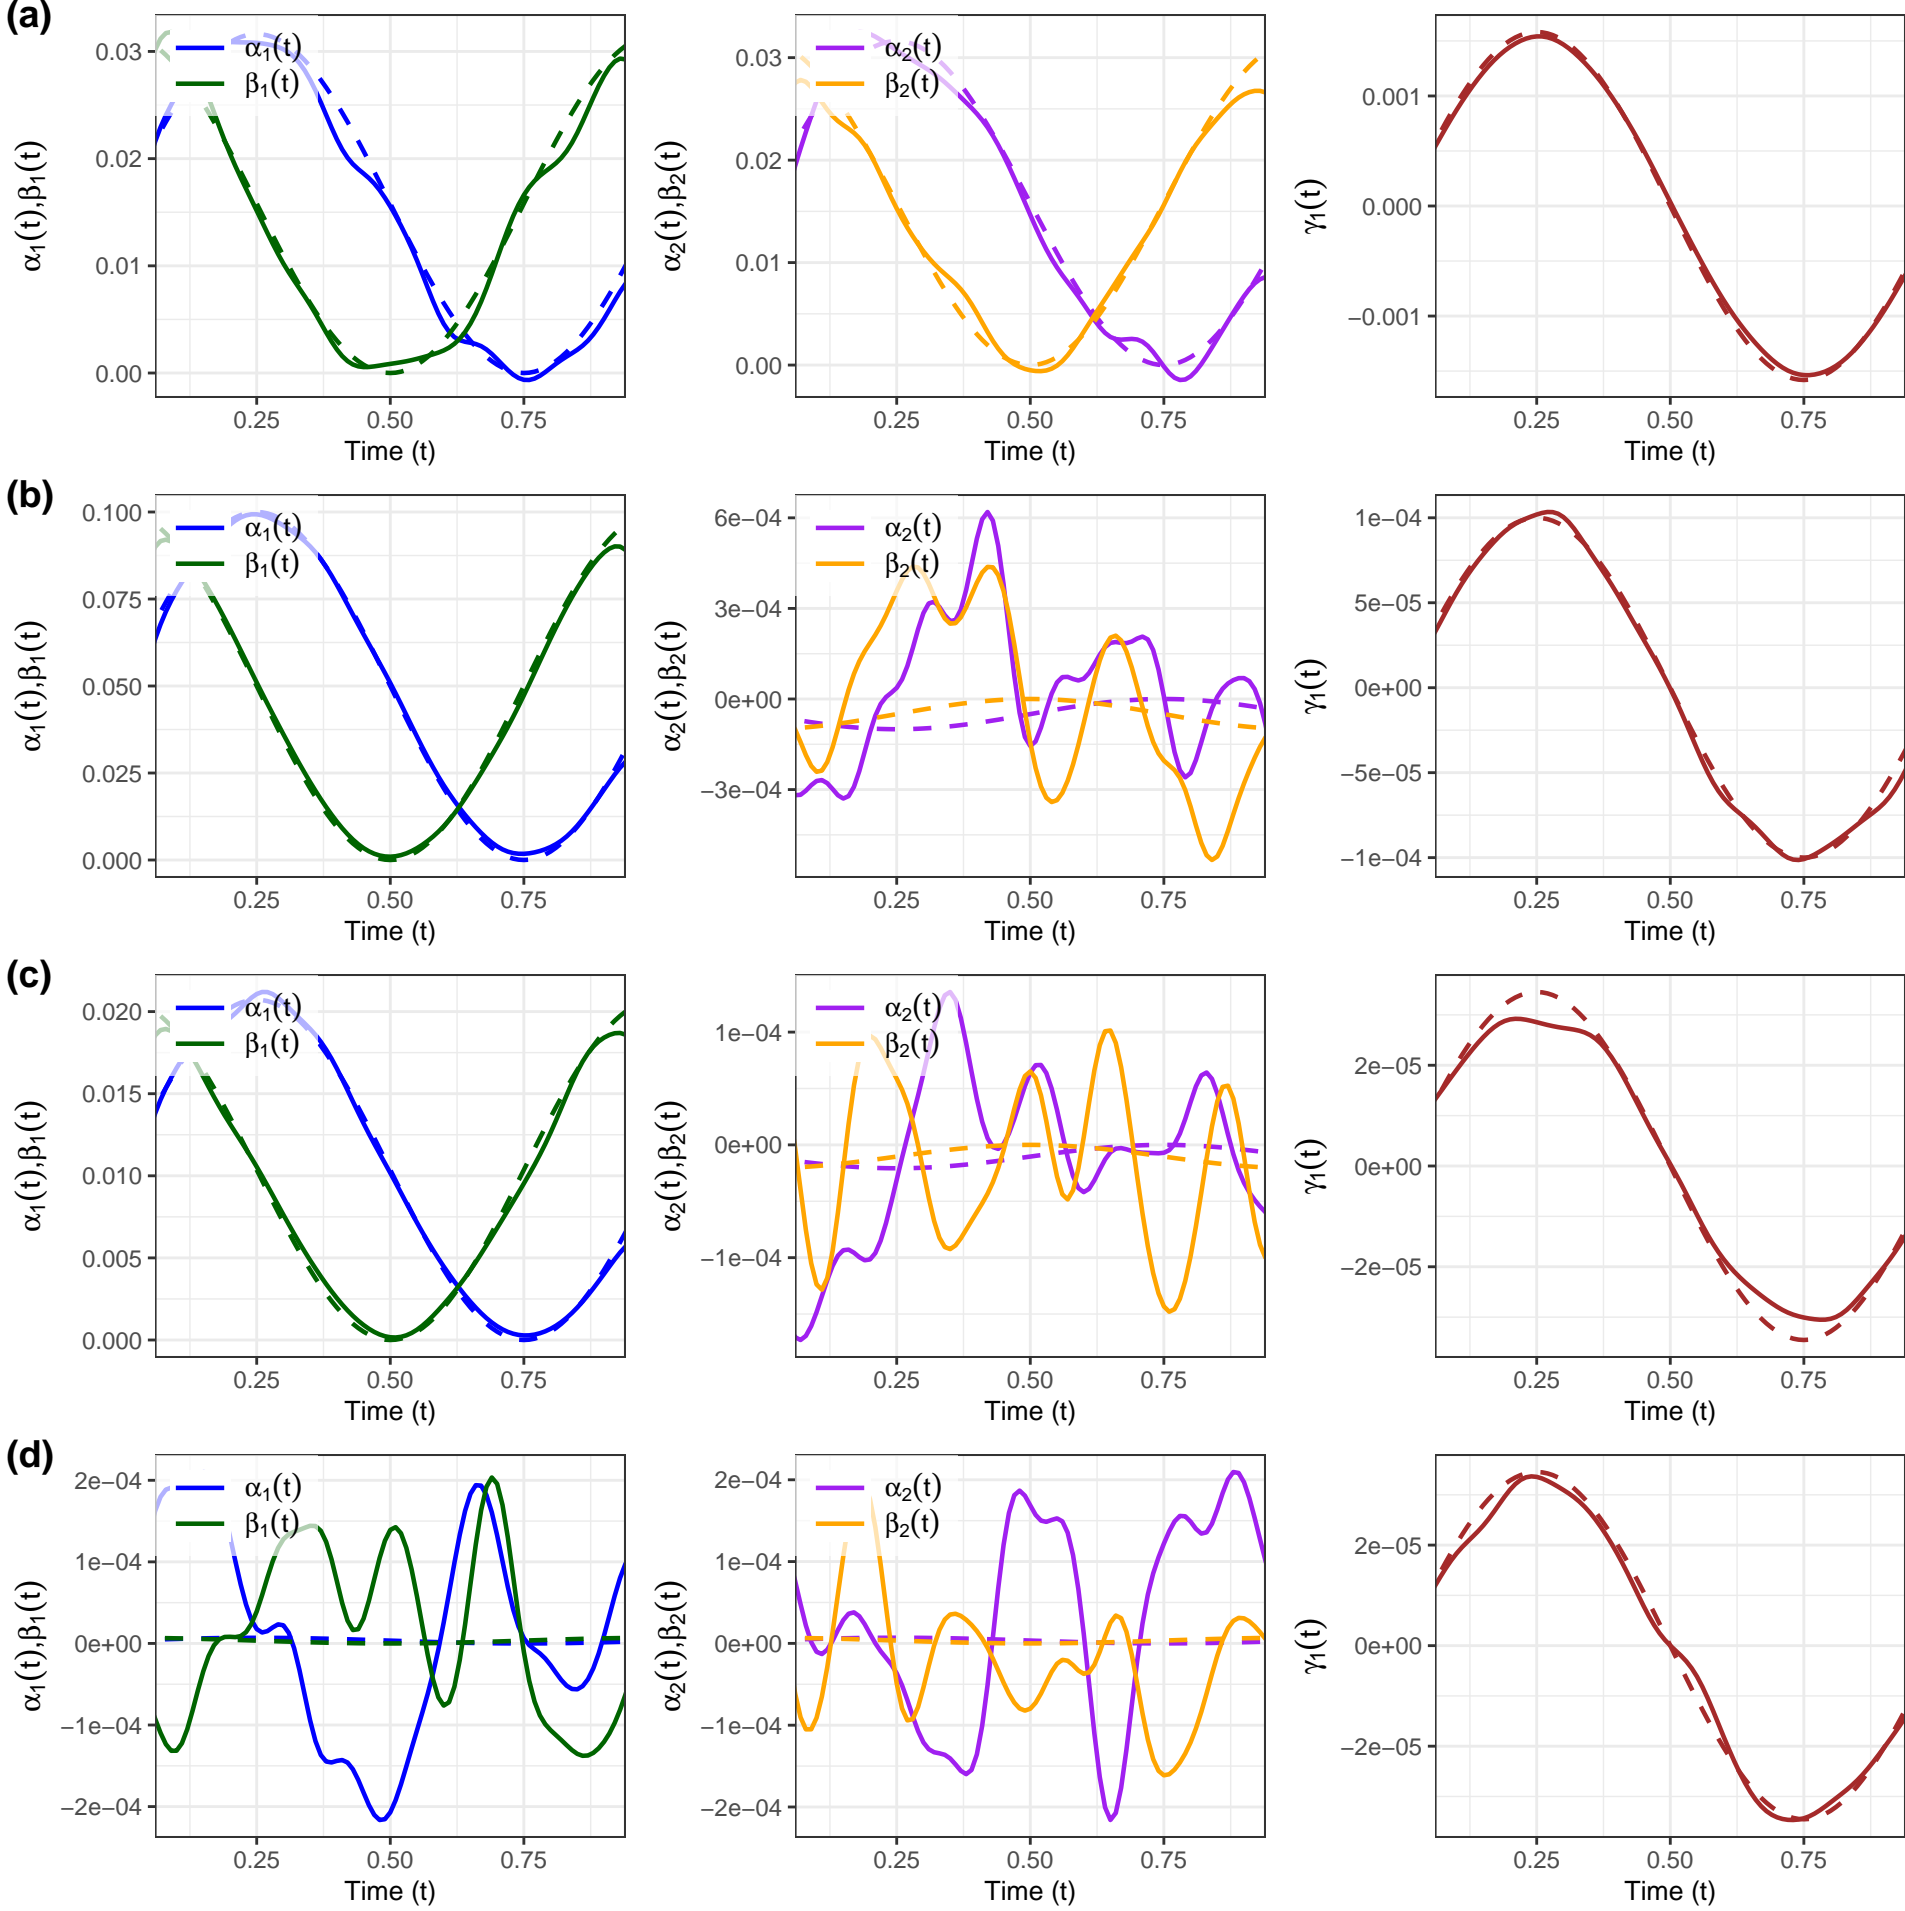 (a)
α₁(t),β₁(t)
0.03
0.02
0.01
0.00
α₁(t)
β₁(t)
0.25 0.50 0.75
Time (t)
α₂(t),β₂(t)
0.03
0.02
0.01
0.00
α₂(t)
β₂(t)
0.25 0.50 0.75
Time (t)
γ₁(t)
0.001
0.000
−0.001
0.25 0.50 0.75
Time (t)
(b)
α₁(t),β₁(t)
0.100
0.075
0.050
0.025
0.000
α₁(t)
β₁(t)
0.25 0.50 0.75
Time (t)
α₂(t),β₂(t)
6e−04
3e−04
0e+00
−3e−04
α₂(t)
β₂(t)
0.25 0.50 0.75
Time (t)
γ₁(t)
1e−04
5e−05
0e+00
−5e−05
−1e−04
0.25 0.50 0.75
Time (t)
(c)
α₁(t),β₁(t)
0.020
0.015
0.010
0.005
0.000
α₁(t)
β₁(t)
0.25 0.50 0.75
Time (t)
α₂(t),β₂(t)
1e−04
0e+00
−1e−04
α₂(t)
β₂(t)
0.25 0.50 0.75
Time (t)
γ₁(t)
2e−05
0e+00
−2e−05
0.25 0.50 0.75
Time (t)
(d)
α₁(t),β₁(t)
2e−04
1e−04
0e+00
−1e−04
−2e−04
α₁(t)
β₁(t)
0.25 0.50 0.75
Time (t)
α₂(t),β₂(t)
2e−04
1e−04
0e+00
−1e−04
−2e−04
α₂(t)
β₂(t)
0.25 0.50 0.75
Time (t)
γ₁(t)
2e−05
0e+00
−2e−05
0.25 0.50 0.75
Time (t)